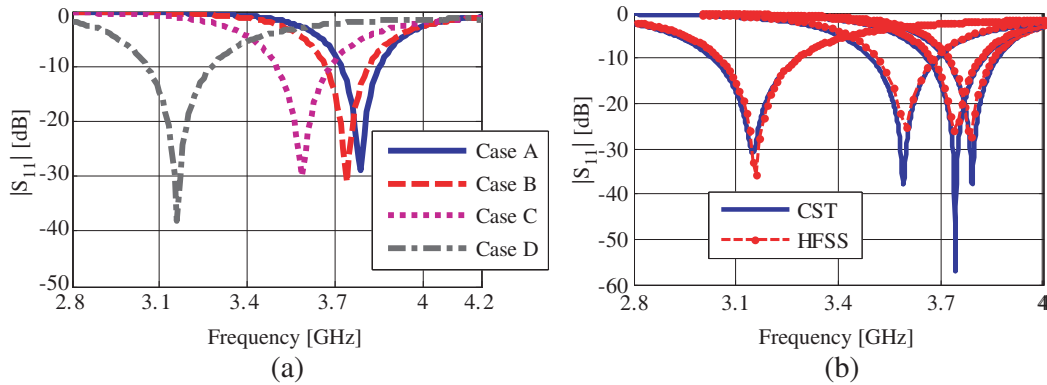 0
-10
-20
-30
-40
-50
|S11| [dB]
2.8 3.1 3.4 3.7 4 4.2
Frequency [GHz]
Case A
Case B
Case C
Case D
(a)
0
-10
-20
-30
-40
-50
-60
|S11| [dB]
2.8 3.1 3.4 3.7 4
Frequency [GHz]
CST
HFSS
(b)